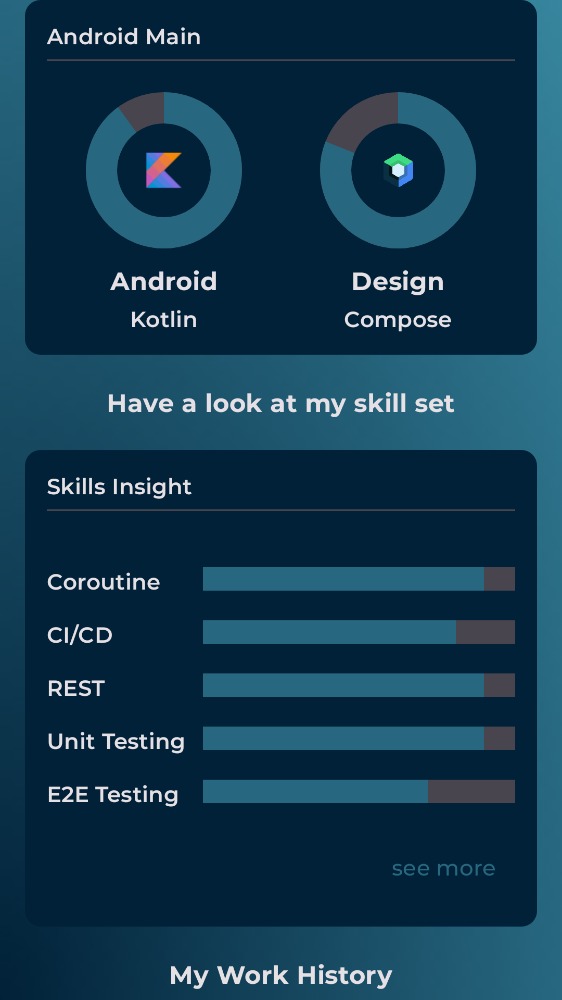 Android Main
Android
Design
Kotlin
Compose
Have a look at my skill set
Skills Insight
Coroutine
CI/CD
REST
Unit Testing
E2E Testing
see more
My Work History